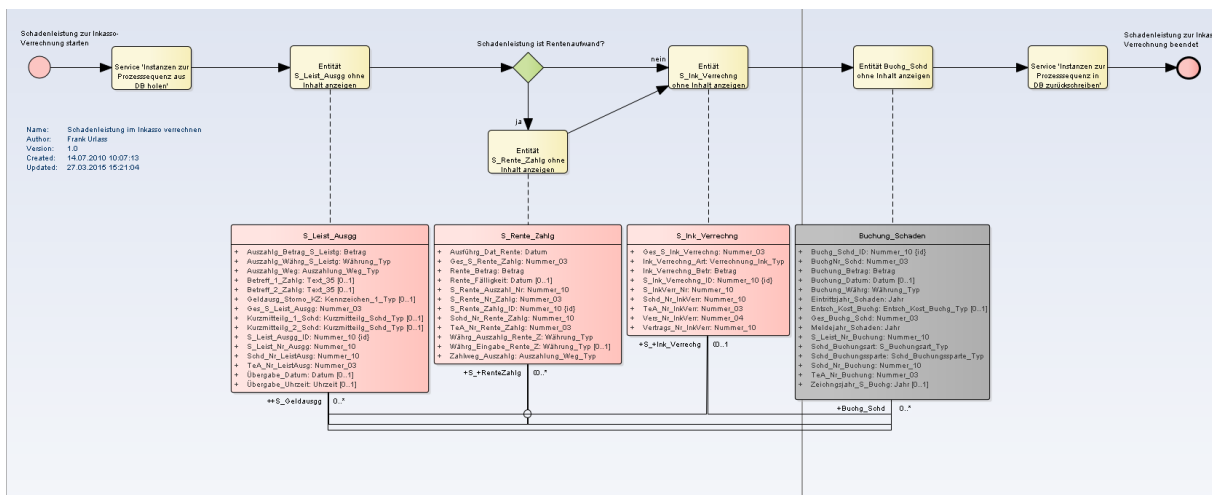 Schadenleistung zur Inkasso-
Verrechnung starten
Service 'Instanzen zur
Prozesssequenz aus
DB holen'
Entität
S_Leist_Ausgg ohne
Inhalt anzeigen
Schadenleistung ist Rentenaufwand?
nein
ja
Entität
S_Rente_Zahlg ohne
Inhalt anzeigen
Entität
S_Ink_Verrechng
ohne Inhalt anzeigen
Entität Buchg_Schd
ohne Inhalt anzeigen
Service 'Instanzen zur
Prozesssequenz in
DB zurückschreiben'
Schadenleistung zur Inkas
Verrechnung beendet
Name: Schadenleistung im Inkasso verrechnen
Author: Frank Urlass
Version: 1.0
Created: 14.07.2010 10:07:13
Updated: 27.03.2015 15:21:04
S_Leist_Ausgg
+ Auszahlg_Betrag_S_Leistg: Betrag
+ Auszahlg_Währg_S_Leistg: Währung_Typ
+ Auszahlg_Weg: Auszahlung_Weg_Typ
+ Betreff_1_Zahlg: Text_35 [0..1]
+ Betreff_2_Zahlg: Text_35 [0..1]
+ Geldausg_Storno_KZ: Kennzeichen_1_Typ [0..1]
+ Ges_S_Leist_Ausgg: Nummer_03
+ Kurzmitteilg_1_Schd: Kurzmitteilg_Schd_Typ [0..1]
+ Kurzmitteilg_2_Schd: Kurzmitteilg_Schd_Typ [0..1]
+ S_Leist_Ausgg_ID: Nummer_10 {id}
+ S_Leist_Nr_Ausgg: Nummer_10
+ Schd_Nr_LeistAusg: Nummer_10
+ TeA_Nr_LeistAusg: Nummer_03
+ Übergabe_Datum: Datum [0..1]
+ Übergabe_Uhrzeit: Uhrzeit [0..1]
++S_Geldausgg 0..*
S_Rente_Zahlg
+ Ausführg_Dat_Rente: Datum
+ Ges_S_Rente_Zahlg: Nummer_03
+ Rente_Betrag: Betrag
+ Rente_Fälligkeit: Datum [0..1]
+ S_Rente_Auszahl_Nr: Nummer_10
+ S_Rente_Nr_Zahlg: Nummer_03
+ S_Rente_Zahlg_ID: Nummer_10 {id}
+ Schd_Nr_Rente_Zahlg: Nummer_10
+ TeA_Nr_Rente_Zahlg: Nummer_03
+ Währg_Auszahlg_Rente_Z: Währung_Typ
+ Währg_Eingabe_Rente_Z: Währung_Typ [0..1]
+ Zahlweg_Auszahlg: Auszahlung_Weg_Typ
+S_+RenteZahlg 0..*
S_Ink_Verrechng
+ Ges_S_Ink_Verrechng: Nummer_03
+ Ink_Verrechng_Art: Verrechnung_Ink_Typ
+ Ink_Verrechng_Betr: Betrag
+ S_Ink_Verrechng_ID: Nummer_10 {id}
+ S_InkVerr_Nr: Nummer_10
+ Schd_Nr_InkVerr: Nummer_10
+ TeA_Nr_InkVerr: Nummer_03
+ Vers_Nr_InkVerr: Nummer_04
+ Vertrags_Nr_InkVerr: Nummer_10
+S_+Ink_Verrechg 0..1
Buchung_Schaden
+ Buchg_Schd_ID: Nummer_10 {id}
+ BuchgNr_Schd: Nummer_03
+ Buchung_Betrag: Betrag
+ Buchung_Datum: Datum [0..1]
+ Buchung_Währg: Währung_Typ
+ Eintrittsjahr_Schaden: Jahr
+ Entsch_Kost_Buchg: Entsch_Kost_Buchg_Typ [0..1]
+ Ges_Buchg_Schd: Nummer_03
+ Meldejahr_Schaden: Jahr
+ S_Leist_Nr_Buchung: Nummer_10
+ Schd_Buchungsart: S_Buchungsart_Typ
+ Schd_Buchungssparte: Schd_Buchungssparte_Typ
+ Schd_Nr_Buchung: Nummer_10
+ TeA_Nr_Buchung: Nummer_03
+ Zeichngsjahr_S_Buchg: Jahr [0..1]
+Buchg_Schd 0..*